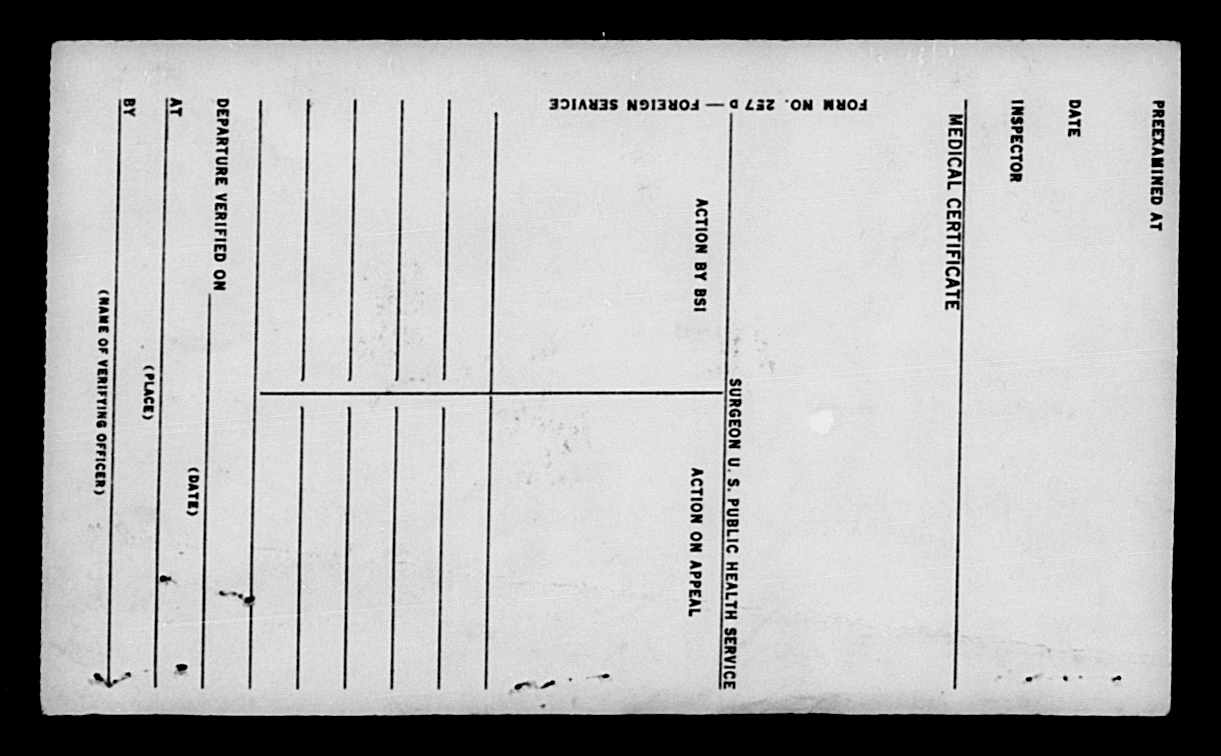 PREEXAMINED AT
DATE
INSPECTOR
MEDICAL CERTIFICATE
SURGEON U. S. PUBLIC HEALTH SERVICE
ACTION BY BSI
ACTION ON APPEAL
DEPARTURE VERIFIED ON
(DATE)
AT
(PLACE)
BY
(NAME OF VERIFYING OFFICER)
FORM NO. 257 D — FOREIGN SERVICE